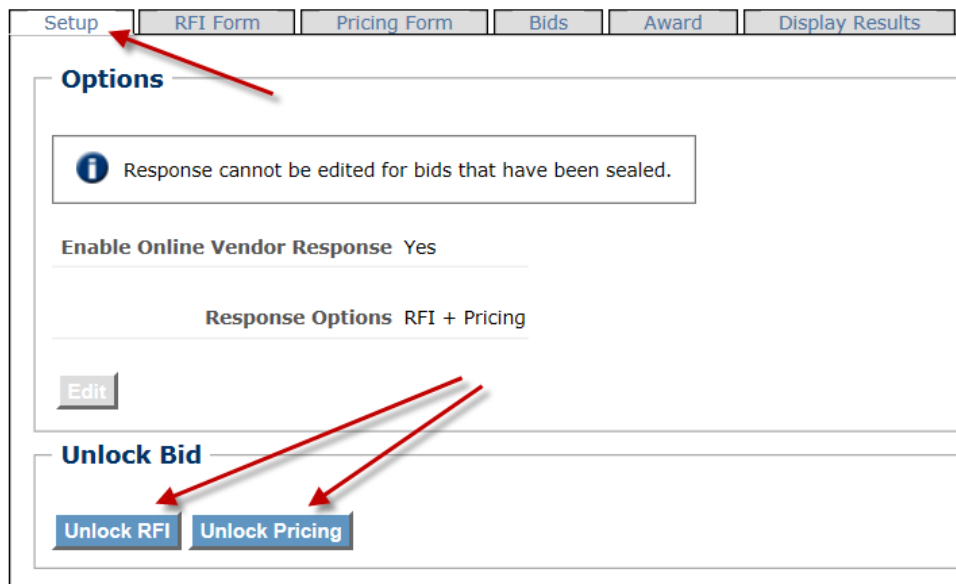 Setup RFI Form Pricing Form Bids Award Display Results
Options
Response cannot be edited for bids that have been sealed.
Enable Online Vendor Response Yes
Response Options RFI + Pricing
Edit
Unlock Bid
Unlock RFI Unlock Pricing